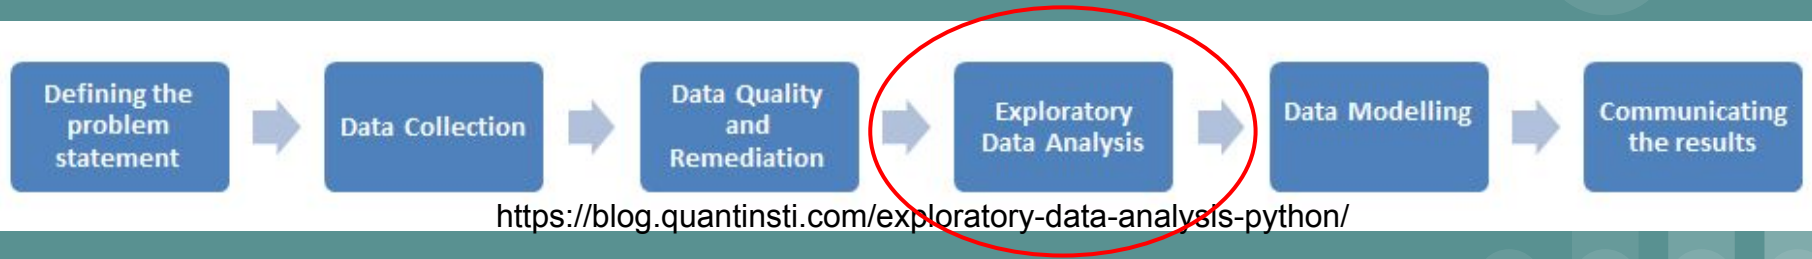 Defining the
problem
statement
Data Collection
Data Quality
and
Remediation
Exploratory
Data Analysis
Data Modelling
Communicating
the results
https://blog.quantinsti.com/exploratory-data-analysis-python/